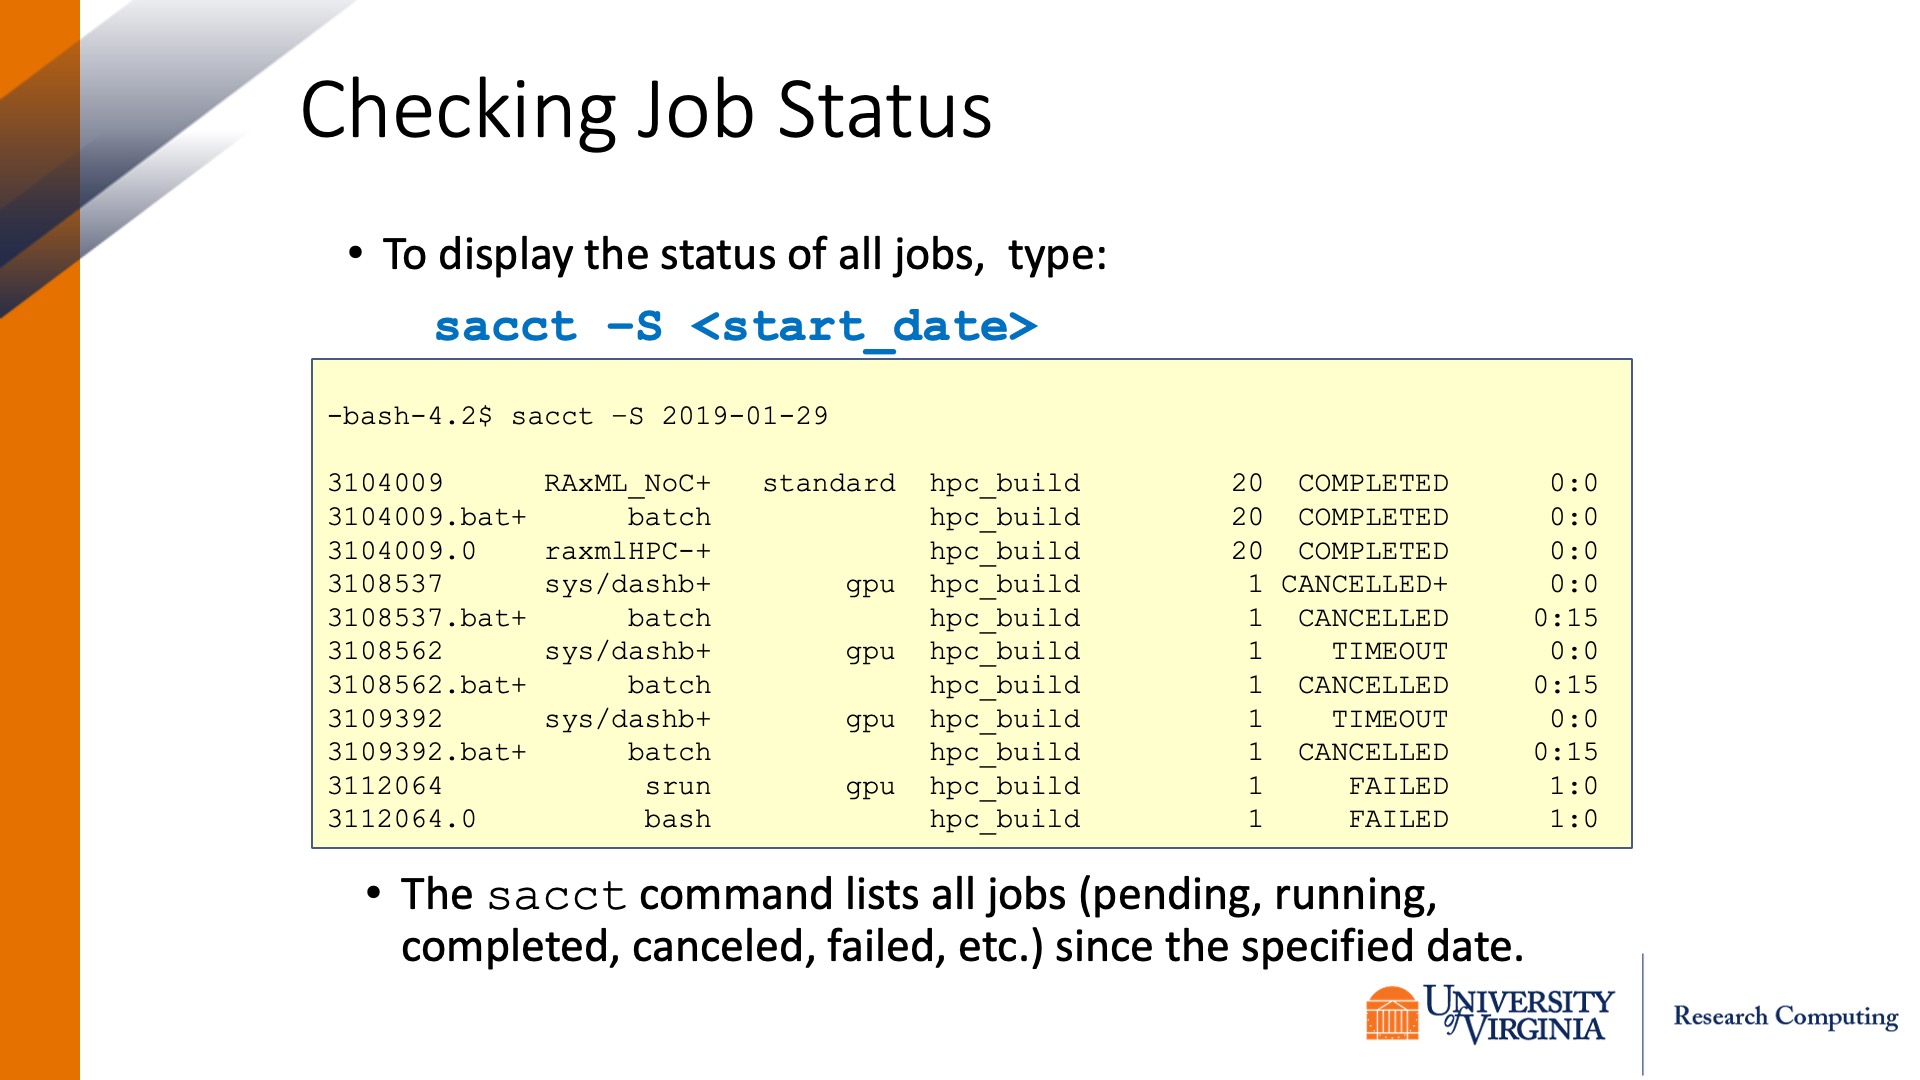 Checking Job Status
• To display the status of all jobs,  type:
sacct –S <start_date>
-bash-4.2$ sacct –S 2019-01-29
3104009      RAxML_NoC+   standard  hpc_build         20  COMPLETED      0:0
3104009.bat+      batch             hpc_build         20  COMPLETED      0:0
3104009.0    raxmlHPC-+             hpc_build         20  COMPLETED      0:0
3108537      sys/dashb+        gpu  hpc_build          1 CANCELLED+      0:0
3108537.bat+      batch             hpc_build          1  CANCELLED     0:15
3108562      sys/dashb+        gpu  hpc_build          1    TIMEOUT      0:0
3108562.bat+      batch             hpc_build          1  CANCELLED     0:15
3109392      sys/dashb+        gpu  hpc_build          1    TIMEOUT      0:0
3109392.bat+      batch             hpc_build          1  CANCELLED     0:15
3112064            srun        gpu  hpc_build          1     FAILED      1:0
3112064.0          bash             hpc_build          1     FAILED      1:0
• The sacct command lists all jobs (pending, running,
completed, canceled, failed, etc.) since the specified date.
UNIVERSITY
of VIRGINIA
Research Computing